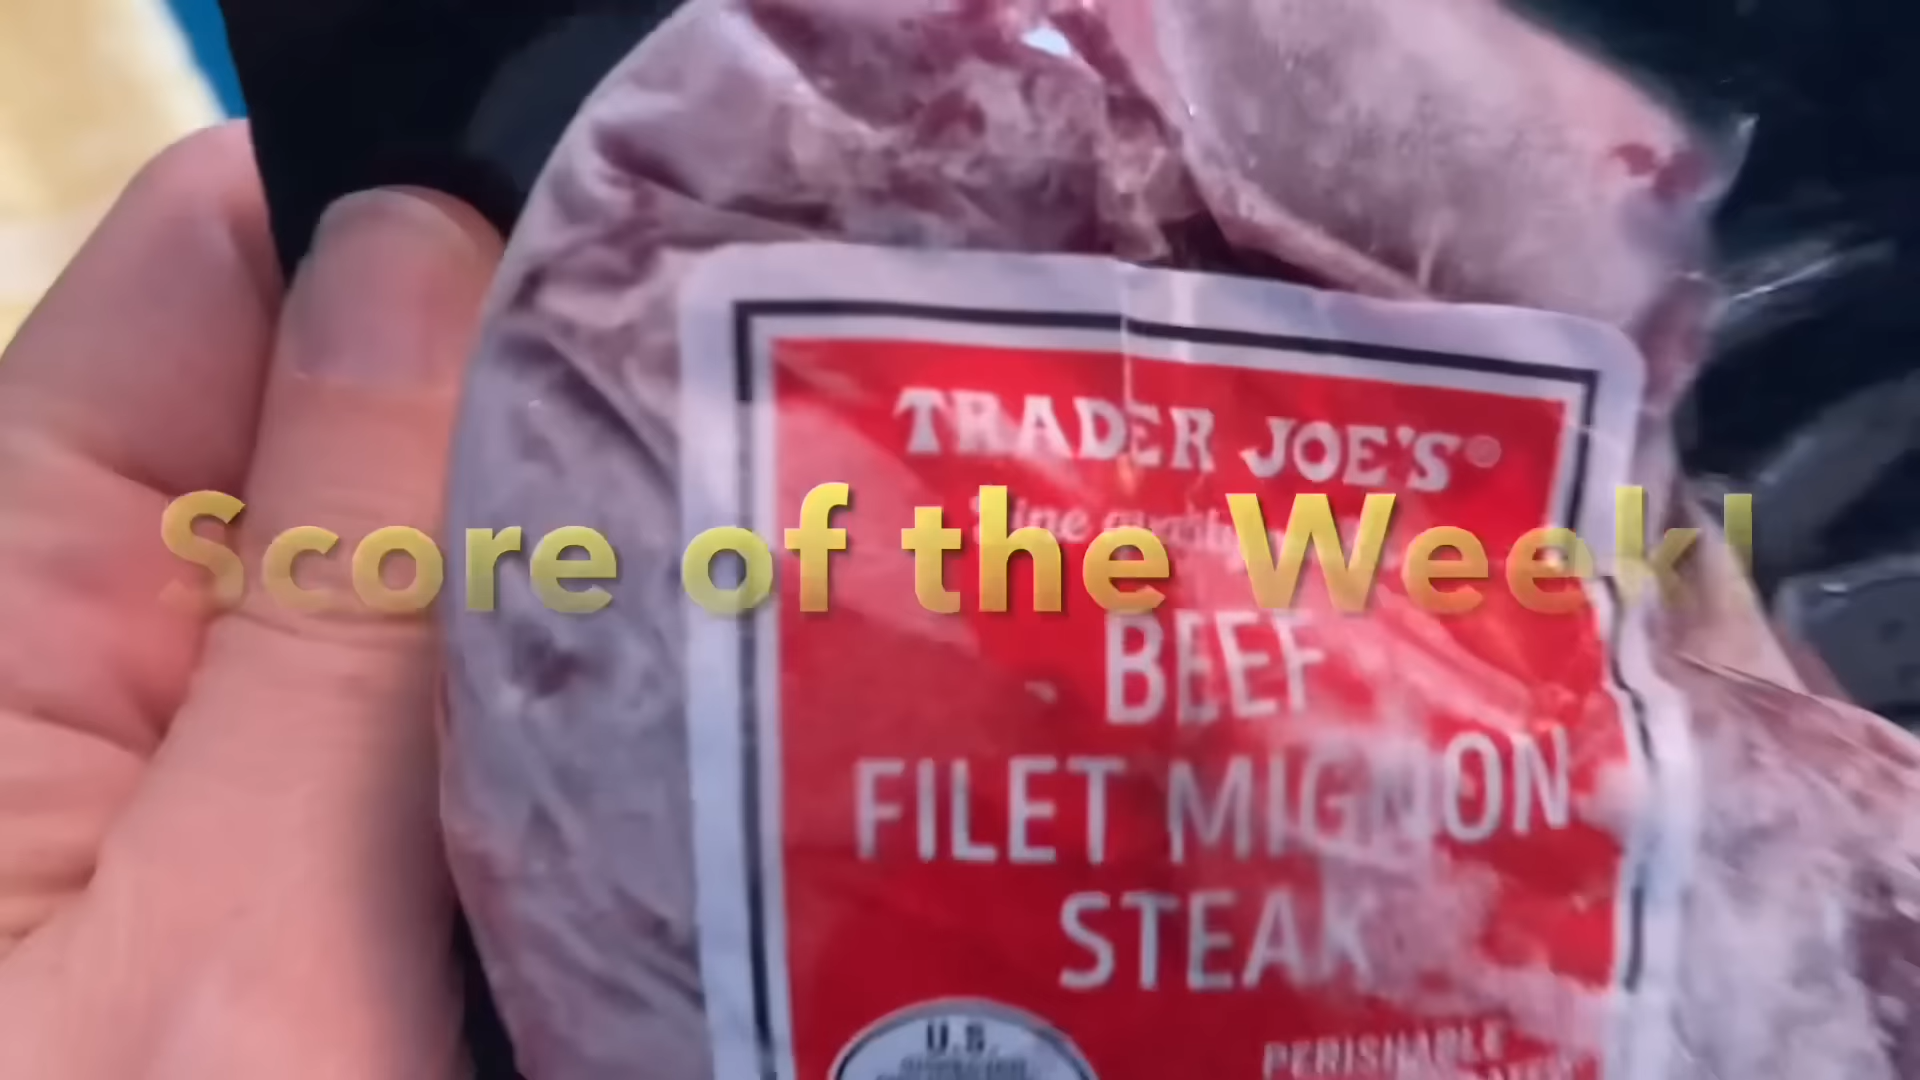 TRADER JOE'S®
Score of the Week!
BEEF
FILET MIGNON
STEAK
U.S.
PERISHABLE